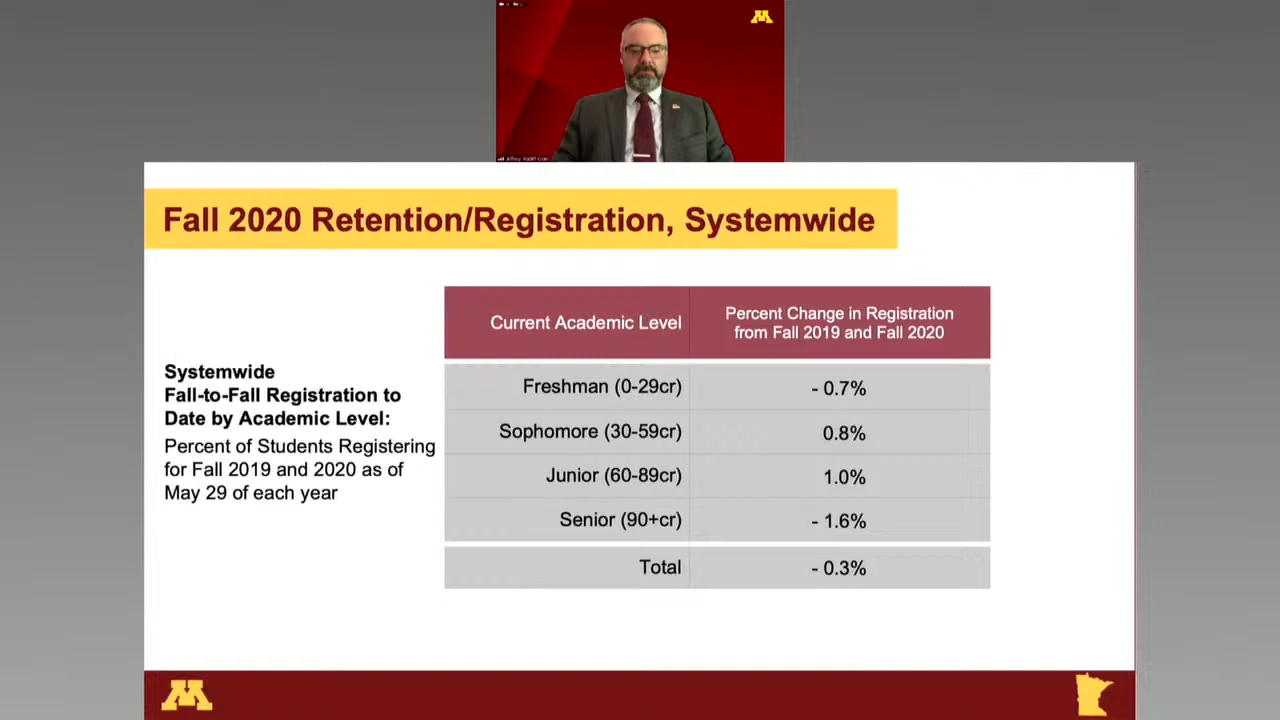 M
Fall 2020 Retention/Registration, Systemwide
Systemwide
Fall-to-Fall Registration to
Date by Academic Level:
Percent of Students Registering
for Fall 2019 and 2020 as of
May 29 of each year
Current Academic Level
Percent Change in Registration
from Fall 2019 and Fall 2020
Freshman (0-29cr) - 0.7%
Sophomore (30-59cr) 0.8%
Junior (60-89cr) 1.0%
Senior (90+cr) - 1.6%
Total - 0.3%
M